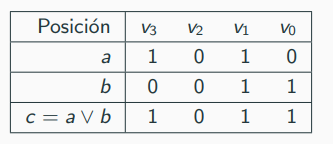 Posición v₃ v₂ v₁ v₀
a 1 0 1 0
b 0 0 1 1
c = a ∨ b 1 0 1 1